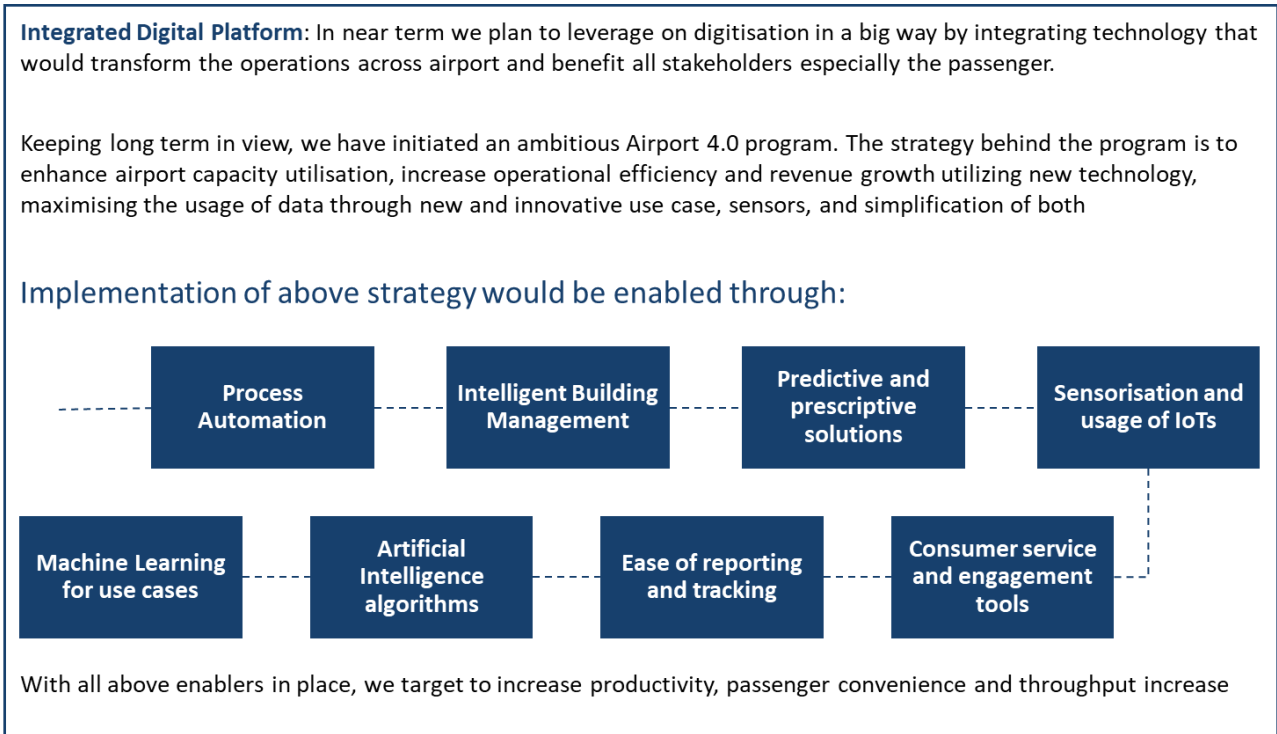 Integrated Digital Platform: In near term we plan to leverage on digitisation in a big way by integrating technology that
would transform the operations across airport and benefit all stakeholders especially the passenger.
Keeping long term in view, we have initiated an ambitious Airport 4.0 program. The strategy behind the program is to
enhance airport capacity utilisation, increase operational efficiency and revenue growth utilizing new technology,
maximising the usage of data through new and innovative use case, sensors, and simplification of both
Implementation of above strategy would be enabled through:
Process
Automation
Intelligent Building
Management
Predictive and
prescriptive
solutions
Sensorisation and
usage of IoTs
Machine Learning
for use cases
Artificial
Intelligence
algorithms
Ease of reporting
and tracking
Consumer service
and engagement
tools
With all above enablers in place, we target to increase productivity, passenger convenience and throughput increase